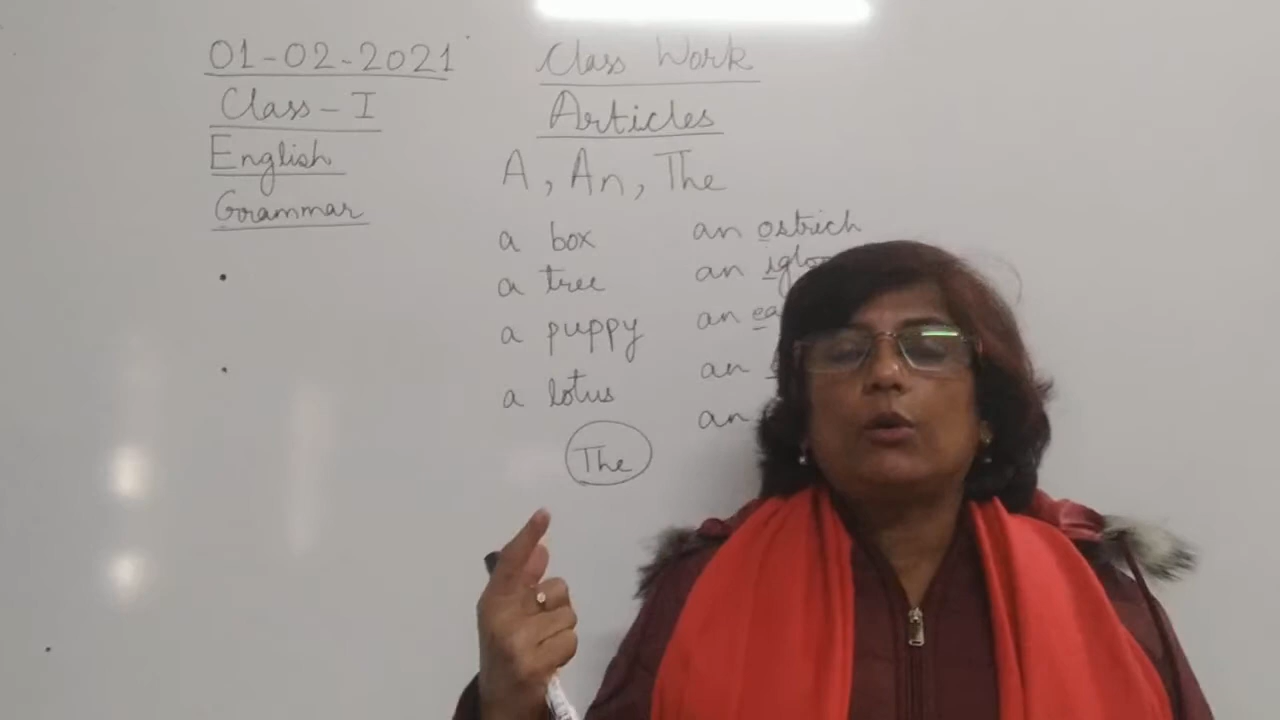 01-02-2021
Class - I
English
Grammar
Class Work
Articles
A, An, The
a box
a tree
a puppy
a lotus
an ostrich
an
an
an
an
The